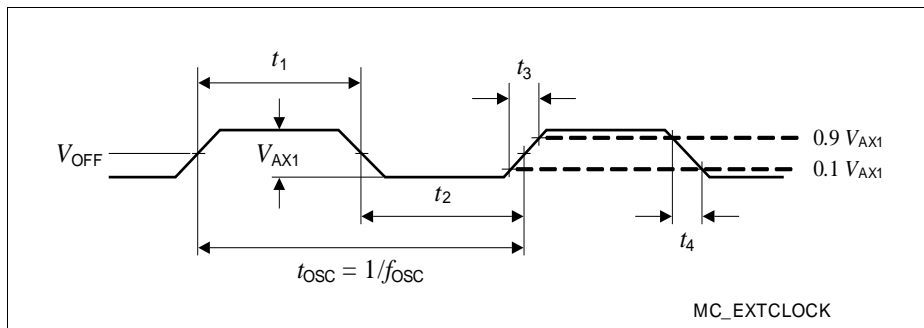 t1
t3
VOFF
VAX1
0.9 VAX1
0.1 VAX1
t2
t4
tOSC = 1/fOSC
MC_EXTCLOCK